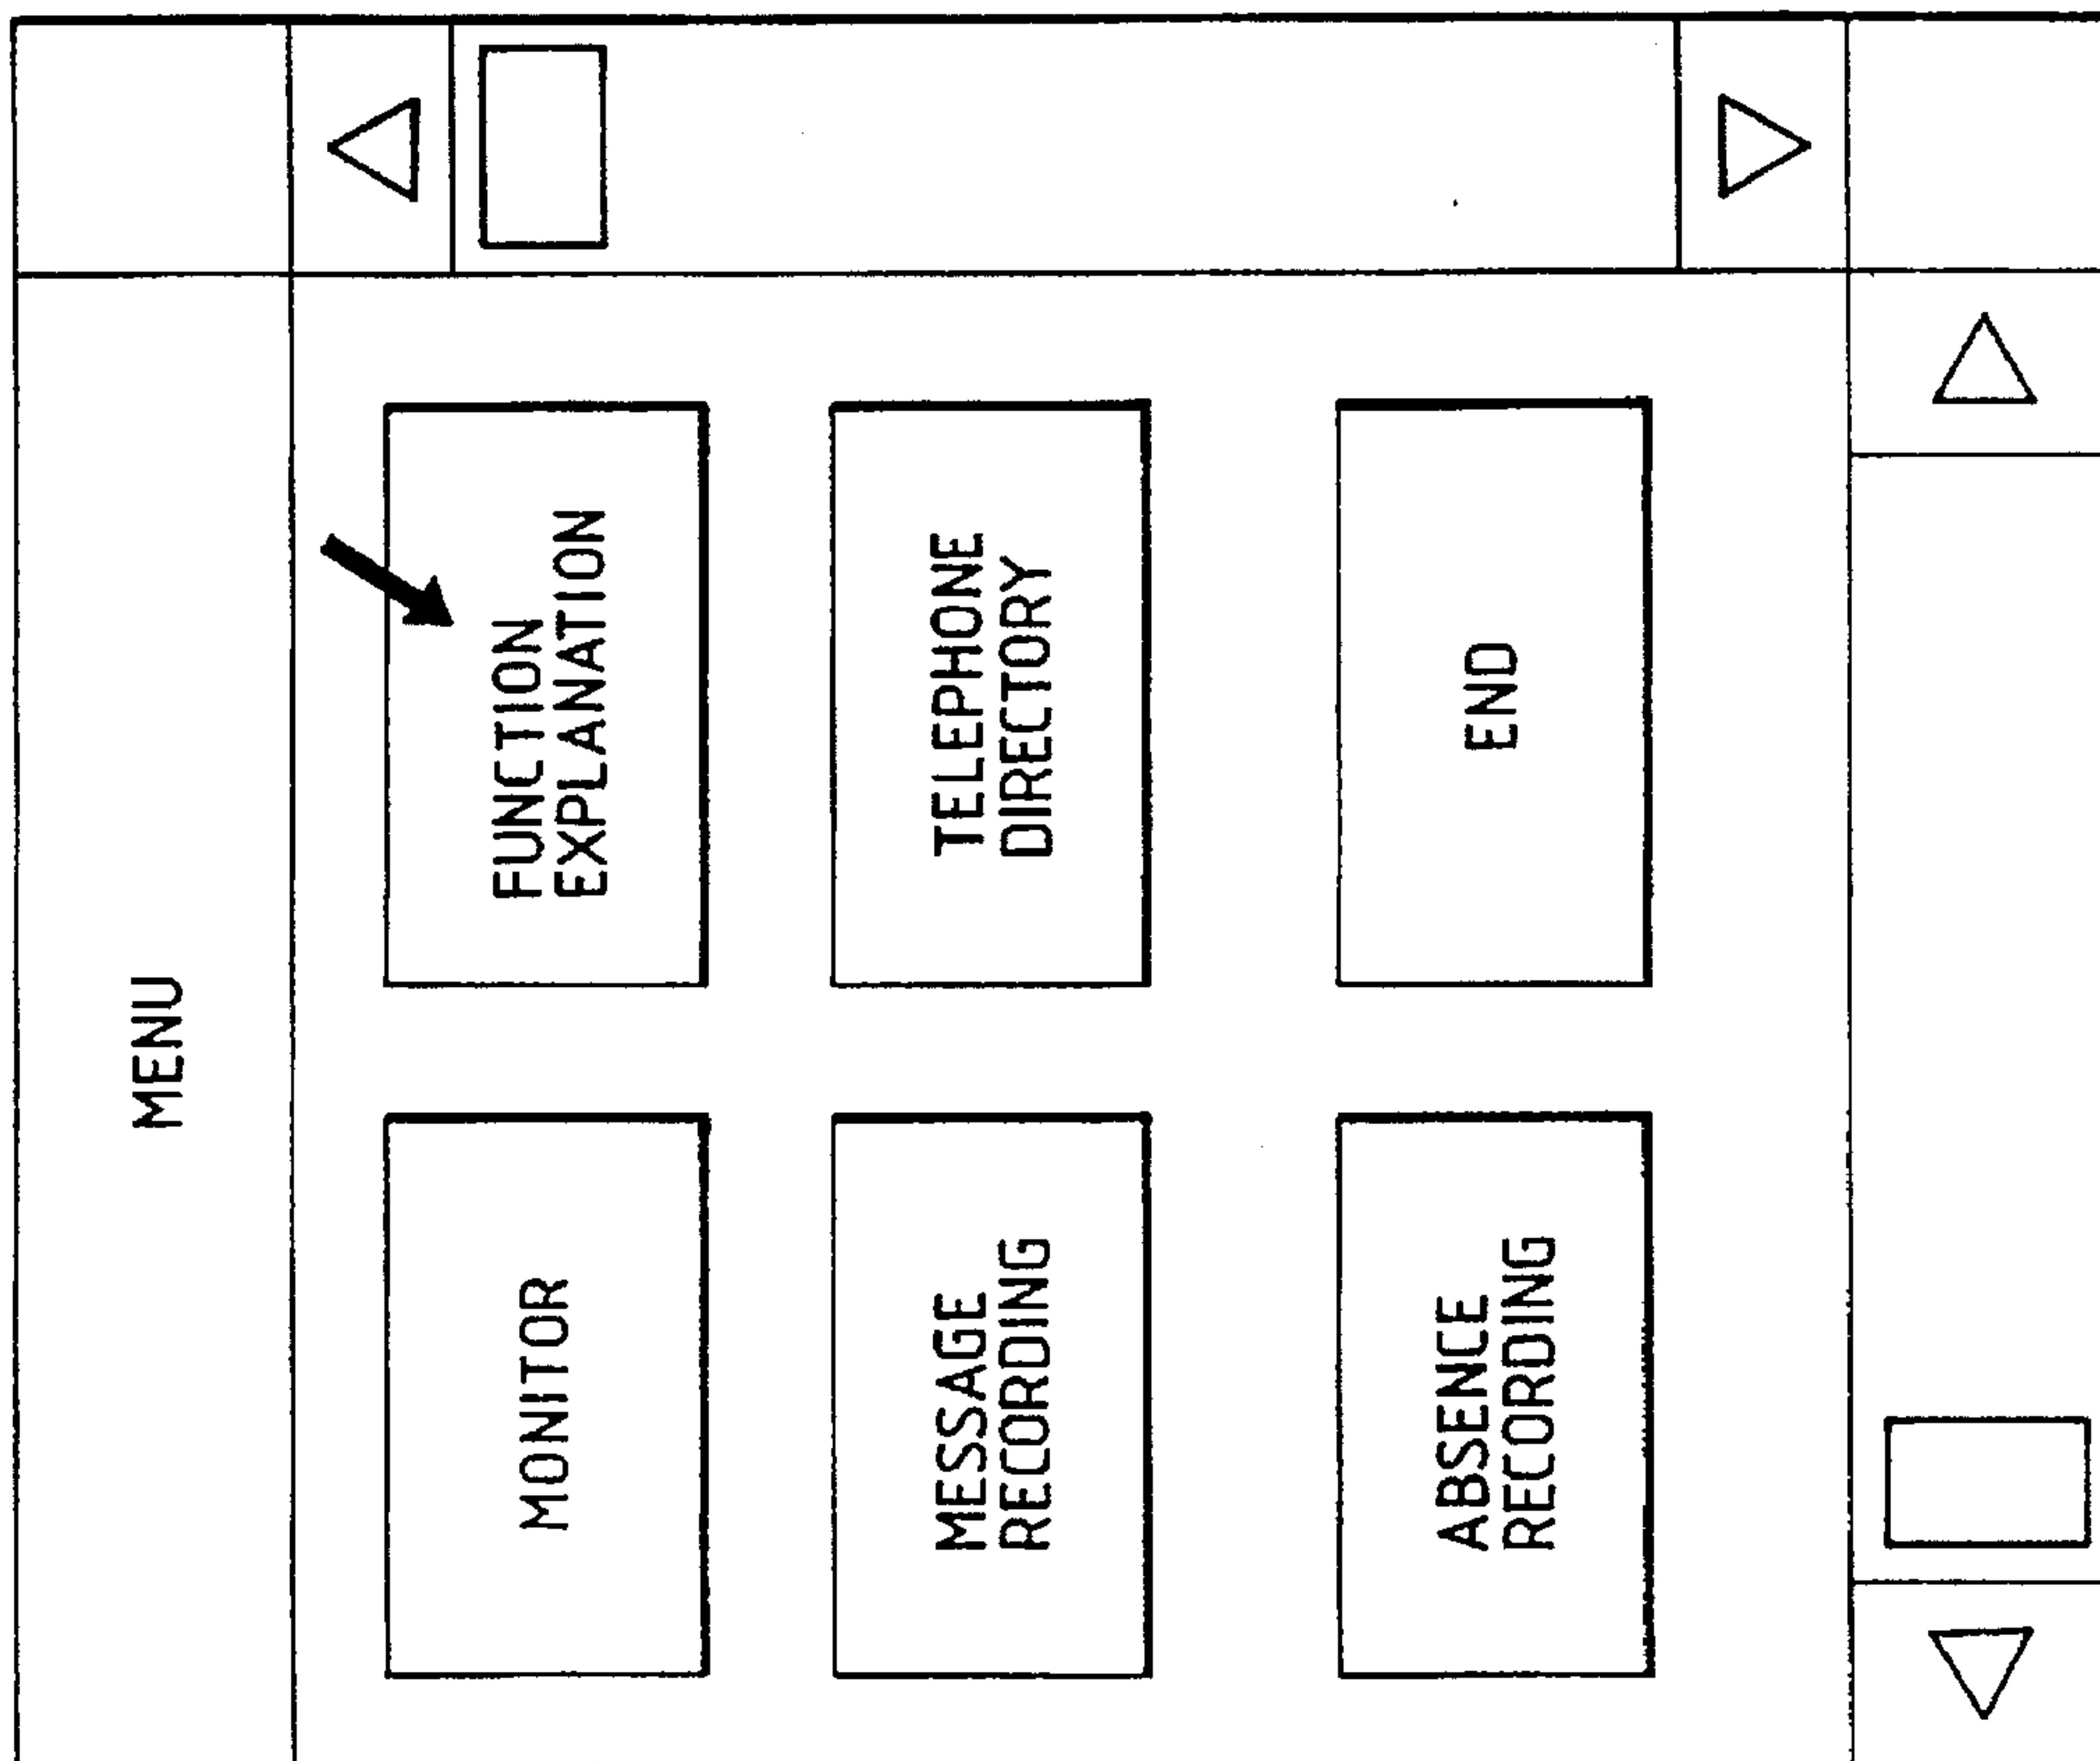 MENU
MONITOR
FUNCTION
EXPLANATION
MESSAGE
RECORDING
TELEPHONE
DIRECTORY
ABSENCE
RECORDING
END